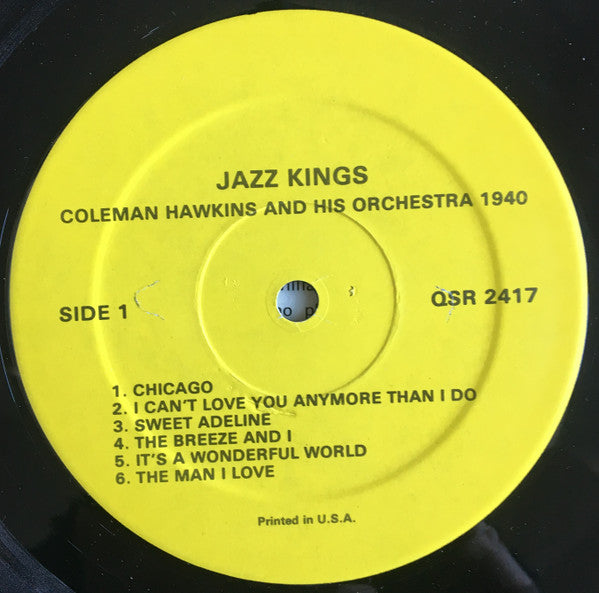 JAZZ KINGS
COLEMAN HAWKINS AND HIS ORCHESTRA 1940
SIDE 1
QSR 2417
1. CHICAGO
2. I CAN'T LOVE YOU ANYMORE THAN I DO
3. SWEET ADELINE
4. THE BREEZE AND I
5. IT'S A WONDERFUL WORLD
6. THE MAN I LOVE
Printed in U.S.A.